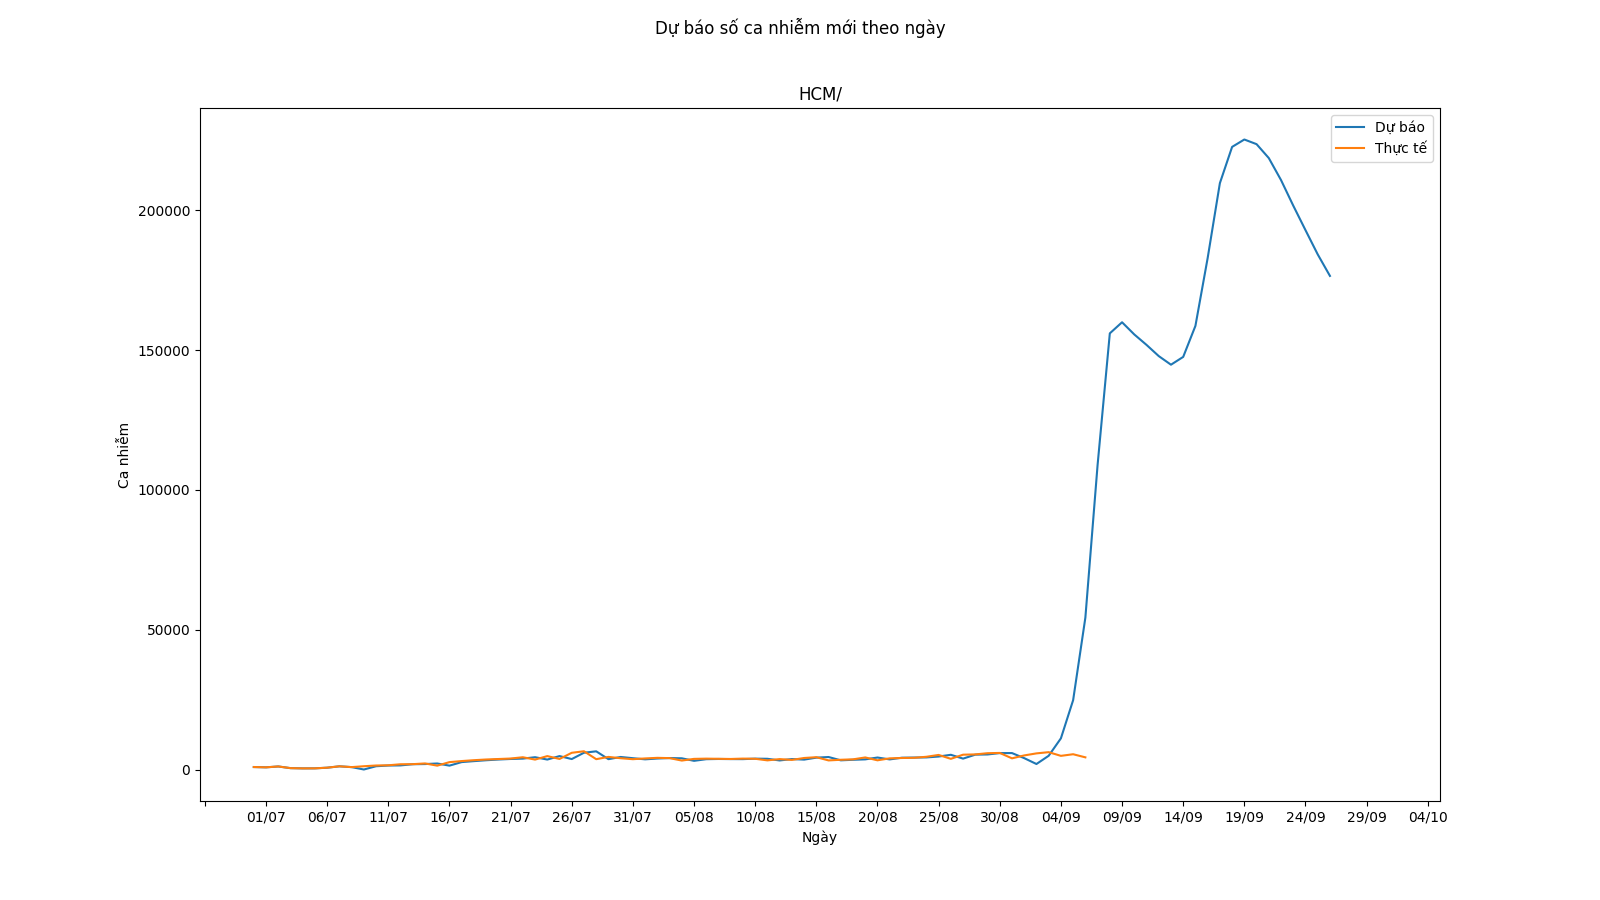 Dự báo số ca nhiễm mới theo ngày
HCM/
Dự báo
Thực tế
200000
150000
100000
50000
0
Ca nhiễm
01/07 06/07 11/07 16/07 21/07 26/07 31/07 05/08 10/08 15/08 20/08 25/08 30/08 04/09 09/09 14/09 19/09 24/09 29/09 04/10
Ngày